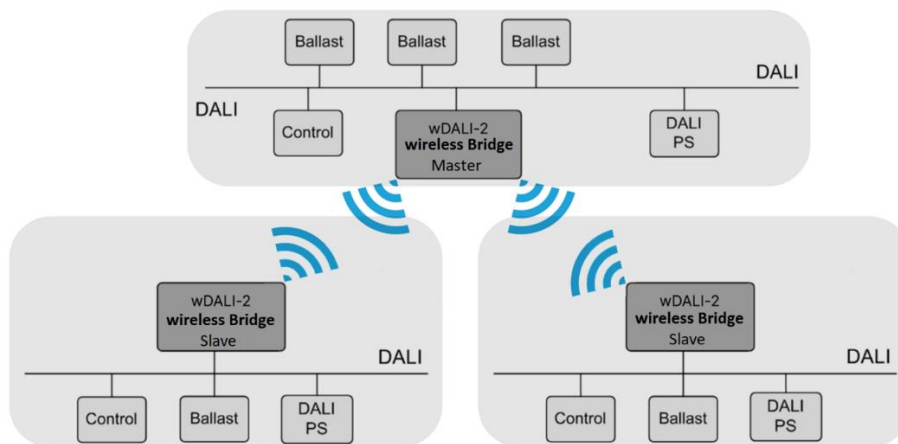 Ballast
Ballast
Ballast
DALI
DALI
Control
wDALI-2
wireless Bridge
Master
DALI
PS
wDALI-2
wireless Bridge
Slave
DALI
Control
Ballast
DALI
PS
wDALI-2
wireless Bridge
Slave
DALI
Control
Ballast
DALI
PS